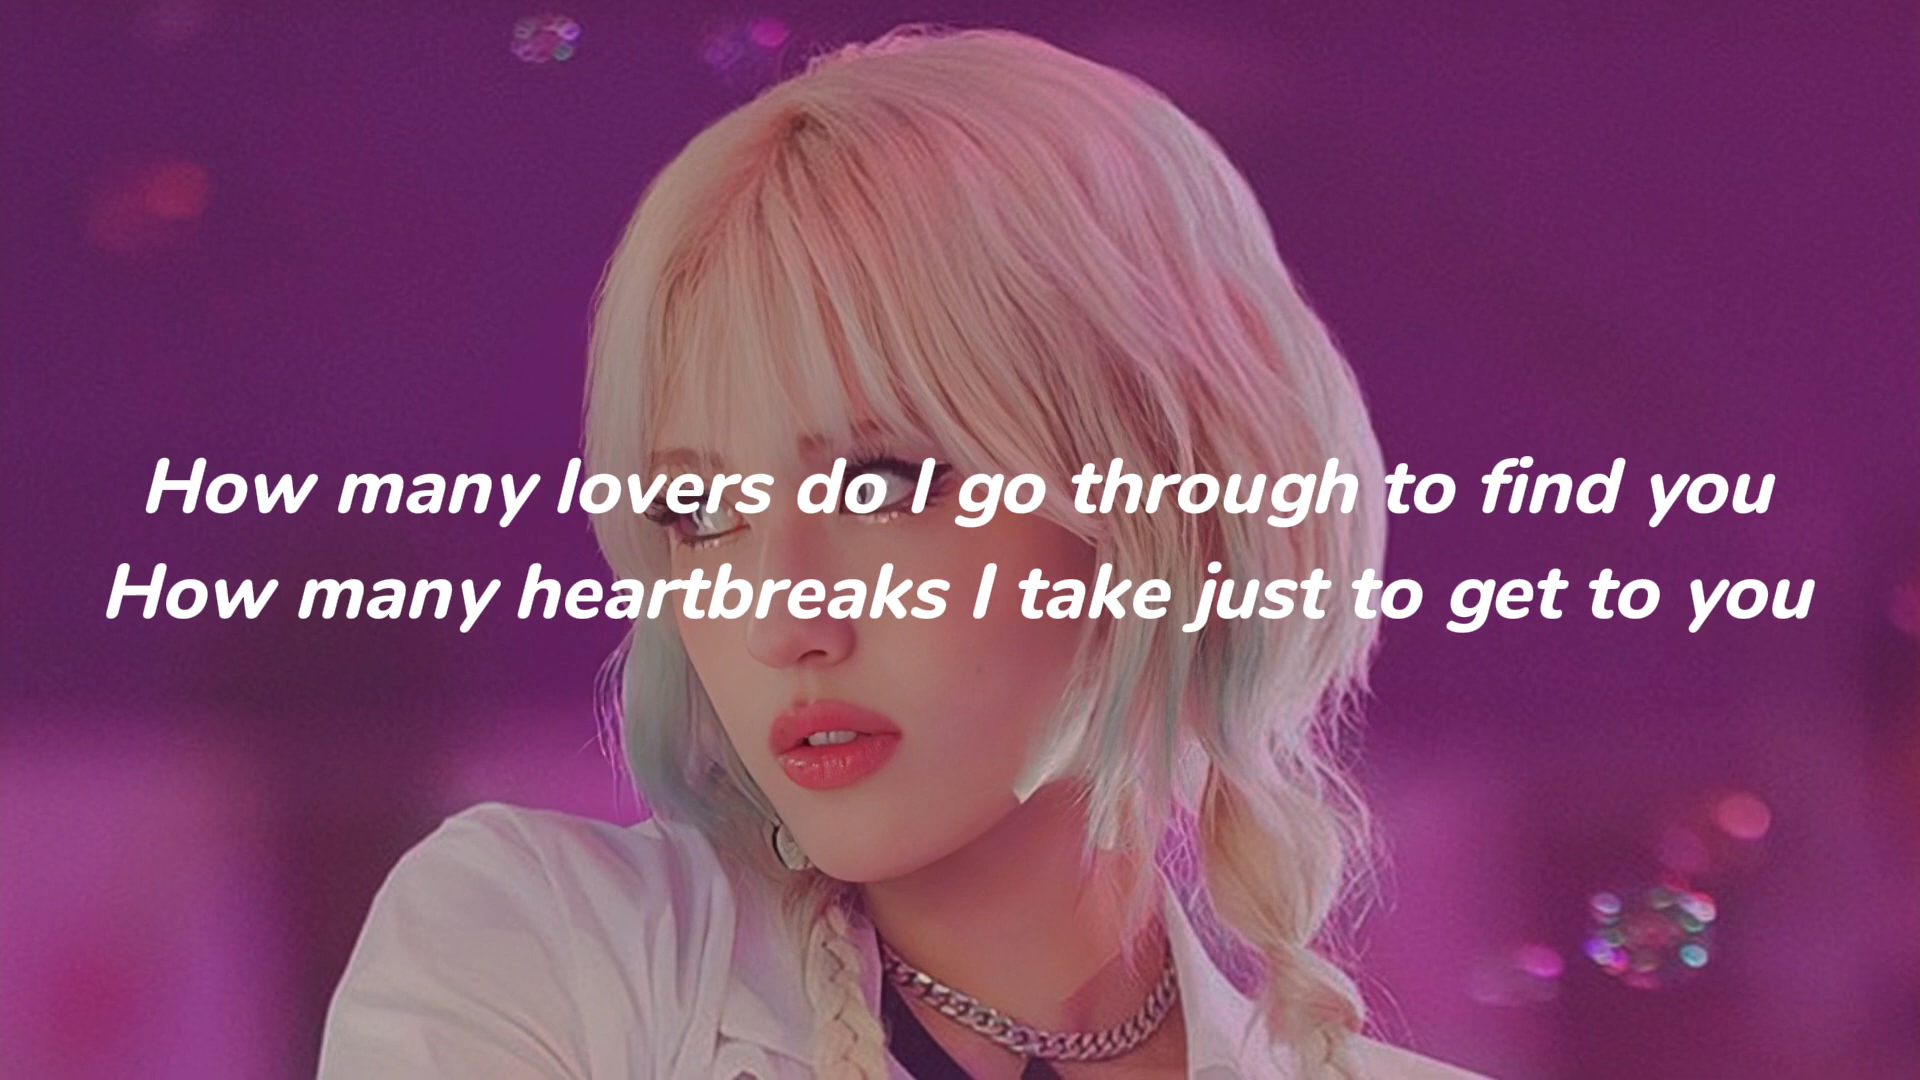 How many lovers do I go through to find you
How many heartbreaks I take just to get to you